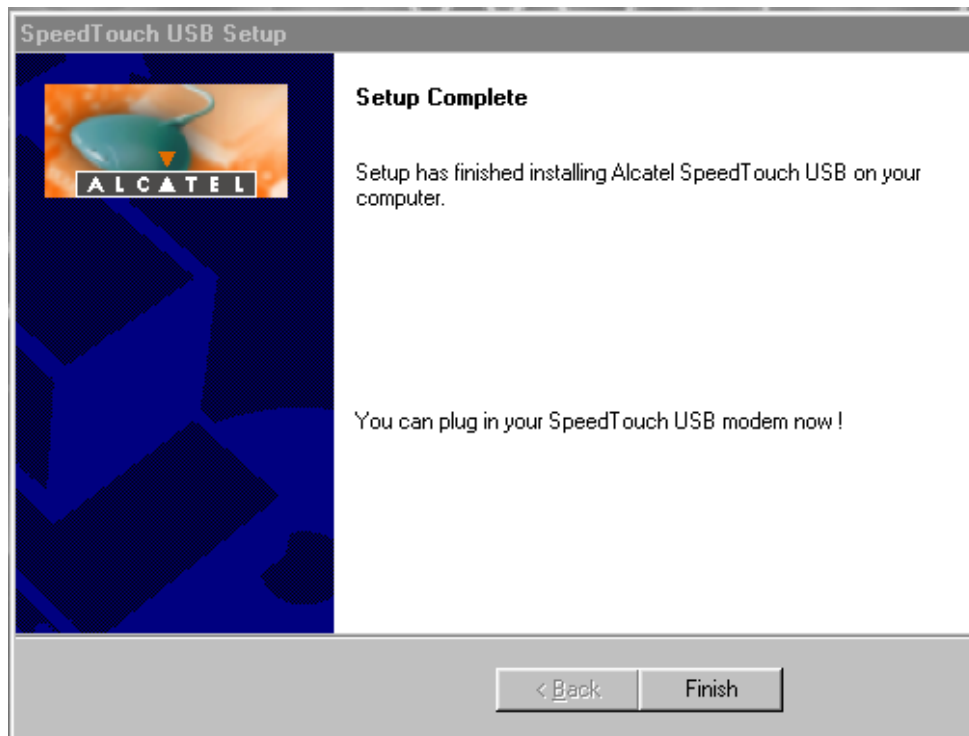 SpeedTouch USB Setup
ALCATEL
Setup Complete
Setup has finished installing Alcatel SpeedTouch USB on your
computer.
You can plug in your SpeedTouch USB modem now !
< Back
Finish